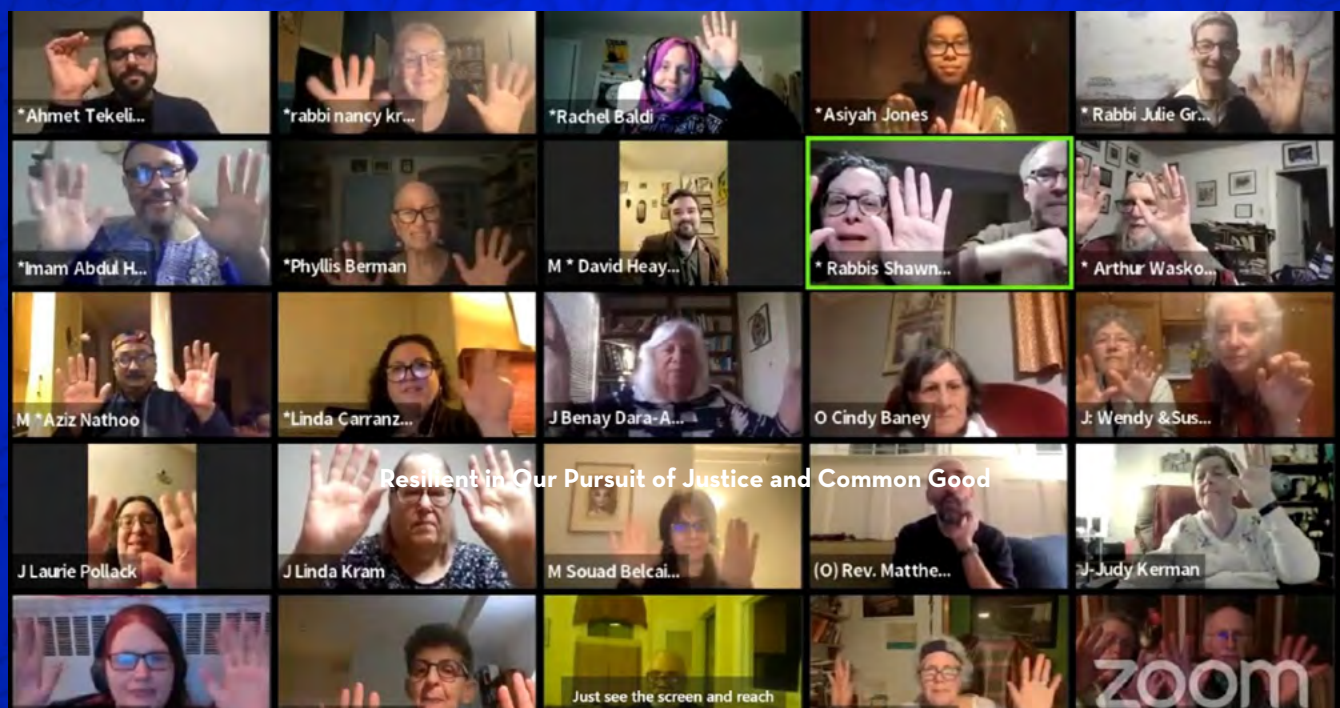 *Ahmet Tekeli...
*rabbi nancy kr...
*Rachel Baldi
*Asiyah Jones
* Rabbi Julie Gr...
*Imam Abdul H...
*Phyllis Berman
M * David Heay...
* Rabbis Shawn...
* Arthur Wasko...
M *Aziz Nathoo
*Linda Carranz...
J Benay Dara-A...
O Cindy Baney
J: Wendy &Sus...
Resilient in Our Pursuit of Justice and Common Good
J Laurie Pollack
J Linda Kram
M Souad Belcai...
(O) Rev. Matthe...
J-Judy Kerman
Just see the screen and reach
zoom